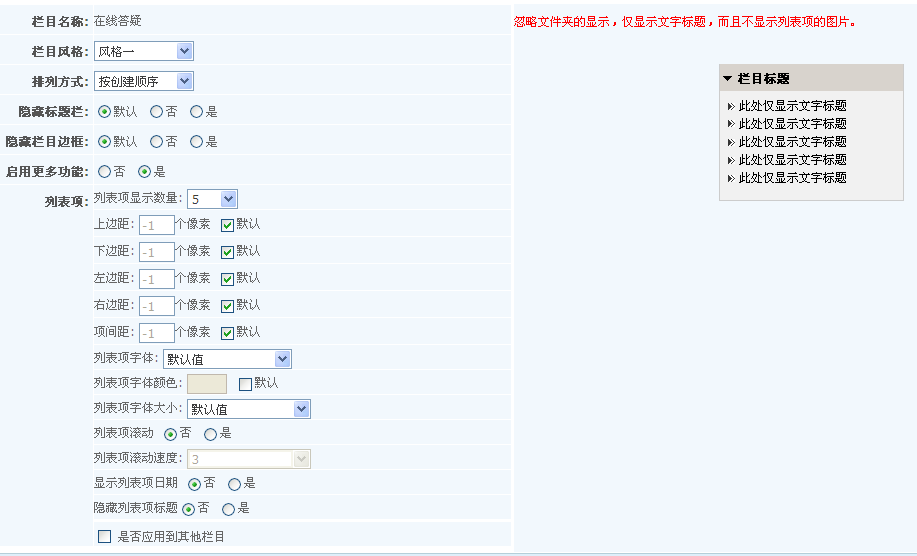 栏目名称: 在线答疑
栏目风格: 风格一
排列方式: 按创建顺序
隐藏标题栏: 默认 否 是
隐藏栏目边框: 默认 否 是
启用更多功能: 否 是
列表项: 列表项显示数量: 5
上边距: -1 个像素 默认
下边距: -1 个像素 默认
左边距: -1 个像素 默认
右边距: -1 个像素 默认
项间距: -1 个像素 默认
列表项字体: 默认值
列表项字体颜色: 默认
列表项字体大小: 默认值
列表项滚动 否 是
列表项滚动速度: 3
显示列表项日期 否 是
隐藏列表项标题 否 是
是否应用到其他栏目
忽略文件夹的显示，仅显示文字标题，而且不显示列表项的图片。
栏目标题
此处仅显示文字标题
此处仅显示文字标题
此处仅显示文字标题
此处仅显示文字标题
此处仅显示文字标题